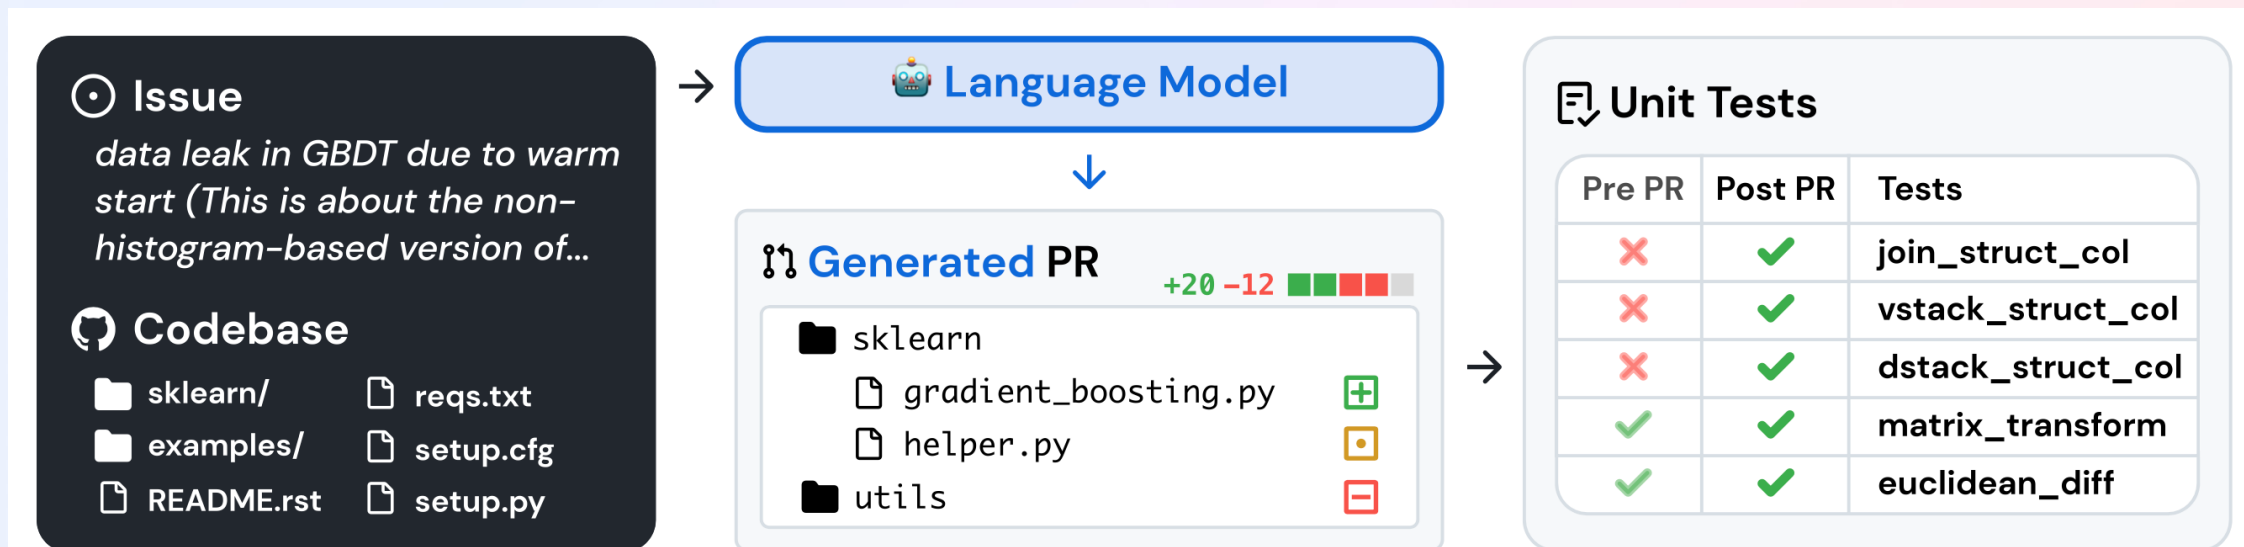 Issue
data leak in GBDT due to warm
start (This is about the non-
histogram-based version of...
Codebase
sklearn/
reqs.txt
examples/
setup.cfg
README.rst
setup.py
Language Model
Generated PR
+20 -12
sklearn
gradient_boosting.py
helper.py
utils
Unit Tests
Pre PR Post PR Tests
join_struct_col
vstack_struct_col
dstack_struct_col
matrix_transform
euclidean_diff